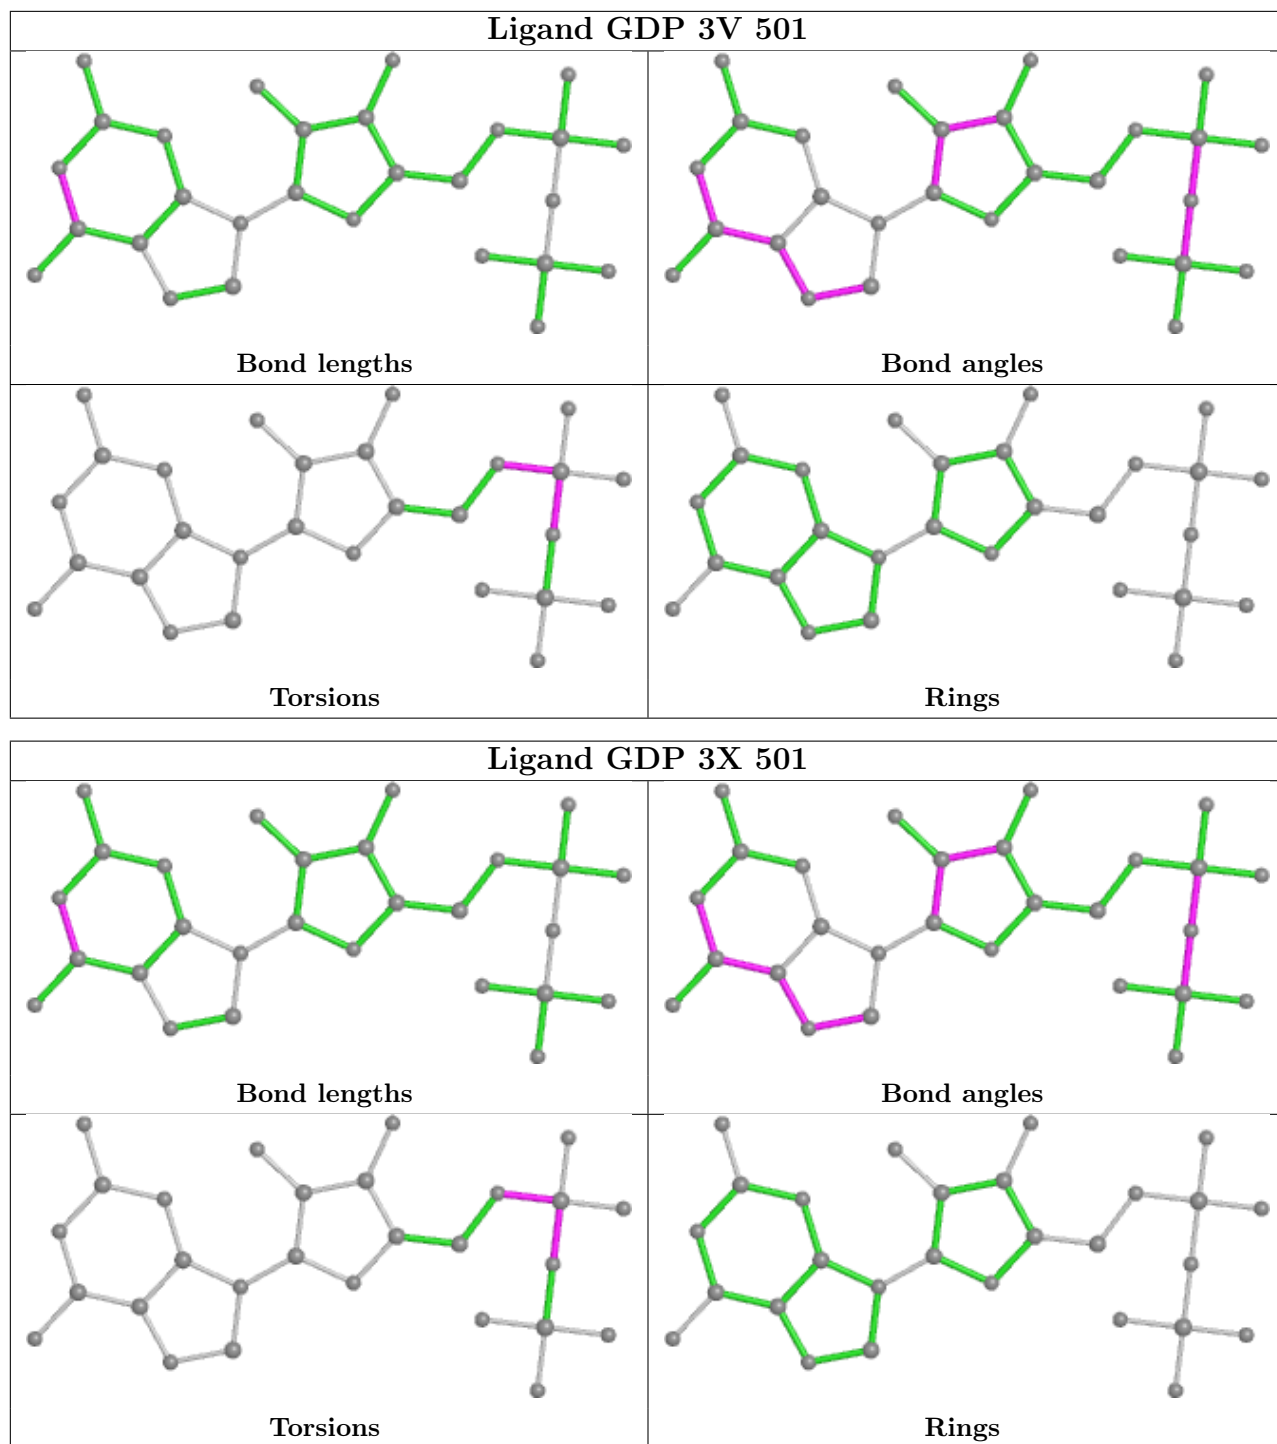 Ligand GDP 3V 501
Bond lengths
Bond angles
Torsions
Rings
Ligand GDP 3X 501
Bond lengths
Bond angles
Torsions
Rings